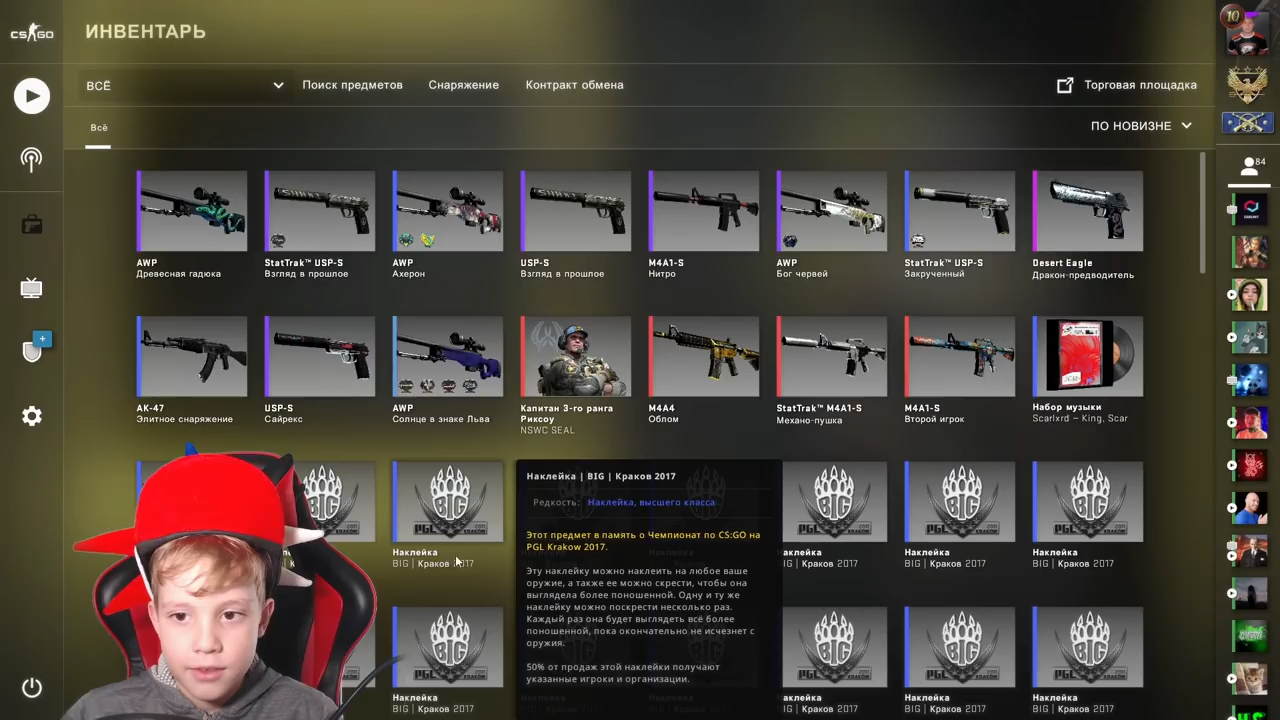 CS:GO
ИНВЕНТАРЬ
10
ВСЁ
Поиск предметов
Снаряжение
Контракт обмена
Торговая площадка
Всё
ПО НОВИЗНЕ
84
AWP
Древесная гадюка
StatTrak™ USP-S
Взгляд в прошлое
AWP
Ахерон
USP-S
Взгляд в прошлое
M4A1-S
Нитро
AWP
Бог червей
StatTrak™ USP-S
Закрученный
Desert Eagle
Дракон-предводитель
AK-47
Элитное снаряжение
USP-S
Сайрекс
AWP
Солнце в знаке Льва
Капитан 3-го ранга
Риксоу
NSWC SEAL
M4A4
Облом
StatTrak™ M4A1-S
Механо-пушка
M4A1-S
Второй игрок
Набор музыки
Scarlxrd – King, Scar
Наклейка
BIG | Краков 2017
Наклейка | BIG | Краков 2017
Редкость: Наклейка, высшего класса
Этот предмет в память о Чемпионат по CS:GO на
PGL Krakow 2017.
Эту наклейку можно наклеить на любое ваше
оружие, а также ее можно скрести, чтобы она
выглядела более поношенной. Одну и ту же
наклейку можно поскрести несколько раз.
Каждый раз она будет выглядеть всё более
поношенной, пока окончательно не исчезнет с
оружия.
50% от продаж этой наклейки получают
указанные игроки и организации.
Наклейка
BIG | Краков 2017
Наклейка
BIG | Краков 2017
Наклейка
BIG | Краков 2017
Наклейка
BIG | Краков 2017
Наклейка
BIG | Краков 2017
Наклейка
BIG | Краков 2017
Наклейка
BIG | Краков 2017